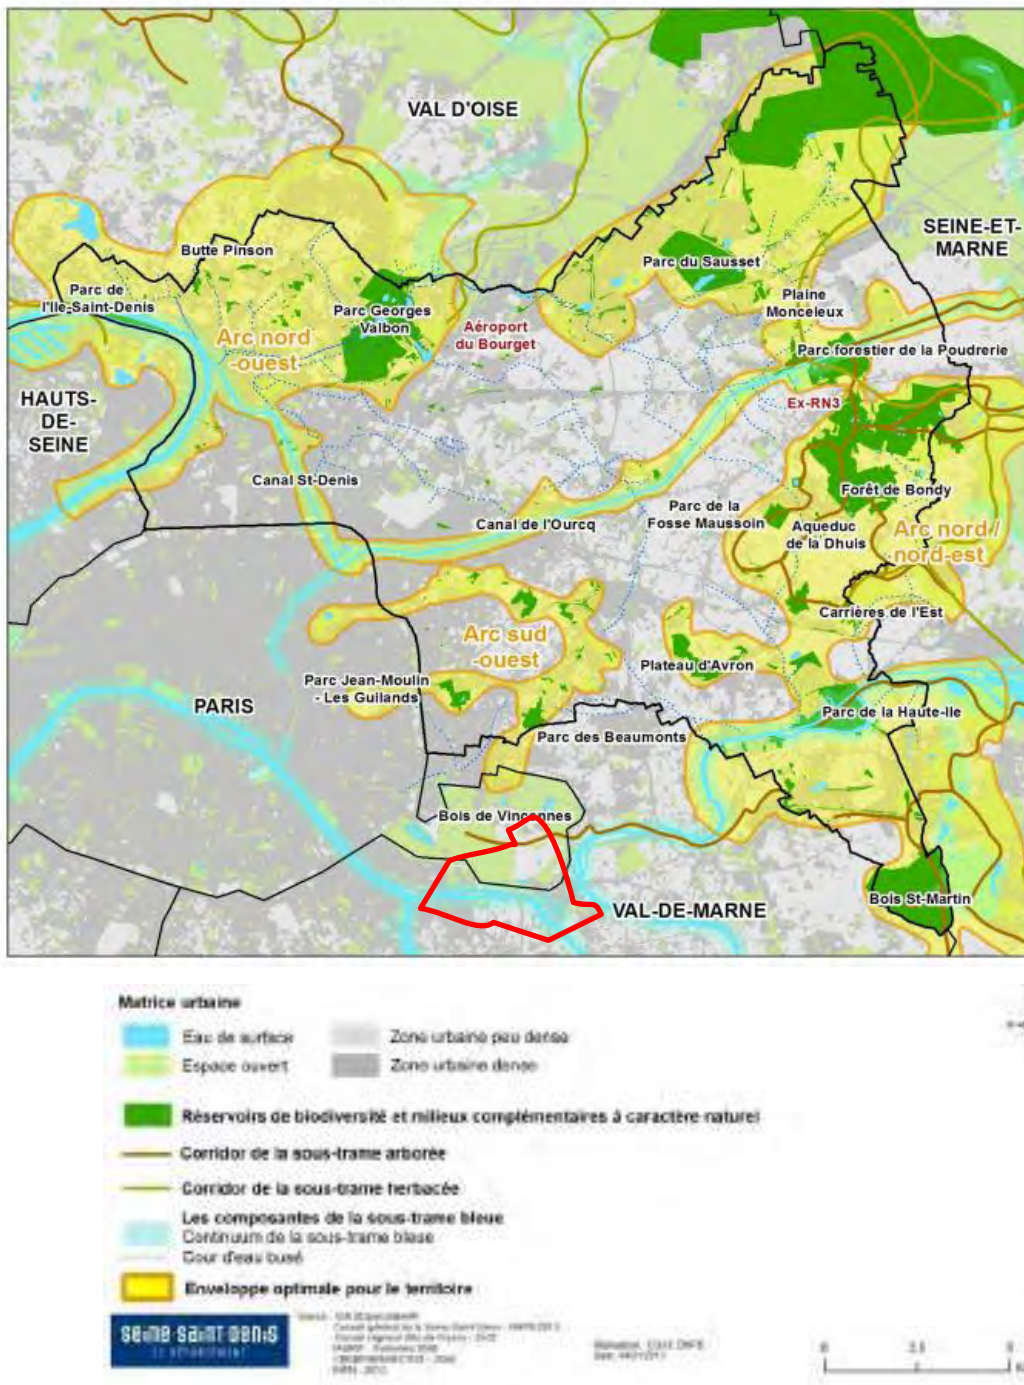 VAL D'OISE
SEINE-ET-
MARNE
Butte Pinson
Parc du Sausset
Parc de
l'Ile-Saint-Denis
Plaine
Monceleux
Parc Georges
Valbon
Aéroport
du Bourget
Arc nord
-ouest
Parc forestier de la Poudrerie
HAUTS-
DE-
SEINE
Ex-RN3
Canal St-Denis
Forêt de Bondy
Canal de l'Ourcq
Parc de la
Fosse Maussoin
Aqueduc
de la Dhuis
Arc nord /
nord-est
Carrières de l'Est
Arc sud
-ouest
Plateau d'Avron
Parc Jean-Moulin
- Les Guilands
PARIS
Parc de la Haute-Ile
Parc des Beaumonts
Bois de Vincennes
Bois St-Martin
VAL-DE-MARNE
Matrice urbaine
Eau de surface
Zone urbaine peu dense
Espace ouvert
Zone urbaine dense
Réservoirs de biodiversité et milieux complémentaires à caractère naturel
Corridor de la sous-trame arborée
Corridor de la sous-trame herbacée
Les composantes de la sous-trame bleue
Continuum de la sous-trame bleue
Cour d'eau busé
Enveloppe optimale pour le territoire
seine-saint-denis
LE DÉPARTEMENT